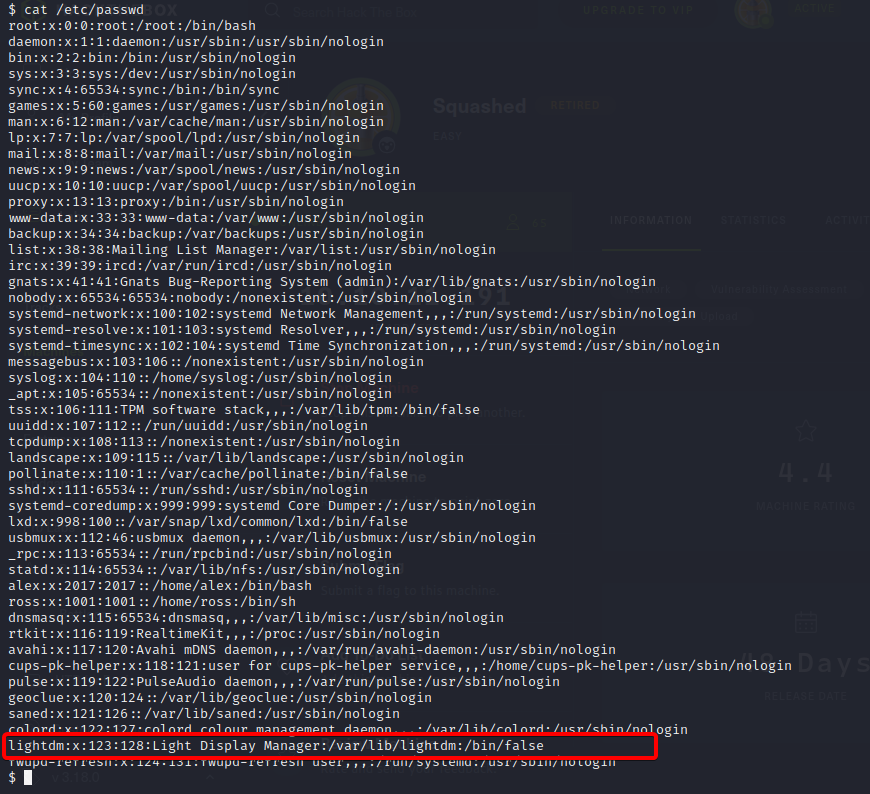 $ cat /etc/passwd
root:x:0:0:root:/root:/bin/bash
daemon:x:1:1:daemon:/usr/sbin:/usr/sbin/nologin
bin:x:2:2:bin:/bin:/usr/sbin/nologin
sys:x:3:3:sys:/dev:/usr/sbin/nologin
sync:x:4:65534:sync:/bin:/bin/sync
games:x:5:60:games:/usr/games:/usr/sbin/nologin
man:x:6:12:man:/var/cache/man:/usr/sbin/nologin
lp:x:7:7:lp:/var/spool/lpd:/usr/sbin/nologin
mail:x:8:8:mail:/var/mail:/usr/sbin/nologin
news:x:9:9:news:/var/spool/news:/usr/sbin/nologin
uucp:x:10:10:uucp:/var/spool/uucp:/usr/sbin/nologin
proxy:x:13:13:proxy:/bin:/usr/sbin/nologin
www-data:x:33:33:www-data:/var/www:/usr/sbin/nologin
backup:x:34:34:backup:/var/backups:/usr/sbin/nologin
list:x:38:38:Mailing List Manager:/var/list:/usr/sbin/nologin
irc:x:39:39:ircd:/var/run/ircd:/usr/sbin/nologin
gnats:x:41:41:Gnats Bug-Reporting System (admin):/var/lib/gnats:/usr/sbin/nologin
nobody:x:65534:65534:nobody:/nonexistent:/usr/sbin/nologin
systemd-network:x:100:102:systemd Network Management,,,:/run/systemd:/usr/sbin/nologin
systemd-resolve:x:101:103:systemd Resolver,,,:/run/systemd:/usr/sbin/nologin
systemd-timesync:x:102:104:systemd Time Synchronization,,,:/run/systemd:/usr/sbin/nologin
messagebus:x:103:106::/nonexistent:/usr/sbin/nologin
syslog:x:104:110::/home/syslog:/usr/sbin/nologin
_apt:x:105:65534::/nonexistent:/usr/sbin/nologin
tss:x:106:111:TPM software stack,,,:/var/lib/tpm:/bin/false
uuidd:x:107:112::/run/uuidd:/usr/sbin/nologin
tcpdump:x:108:113::/nonexistent:/usr/sbin/nologin
landscape:x:109:115::/var/lib/landscape:/usr/sbin/nologin
pollinate:x:110:1::/var/cache/pollinate:/bin/false
sshd:x:111:65534::/run/sshd:/usr/sbin/nologin
systemd-coredump:x:999:999:systemd Core Dumper:/:/usr/sbin/nologin
lxd:x:998:100::/var/snap/lxd/common/lxd:/bin/false
usbmux:x:112:46:usbmux daemon,,,:/var/lib/usbmux:/usr/sbin/nologin
_rpc:x:113:65534::/run/rpcbind:/usr/sbin/nologin
statd:x:114:65534::/var/lib/nfs:/usr/sbin/nologin
alex:x:2017:2017::/home/alex:/bin/bash
ross:x:1001:1001::/home/ross:/bin/sh
dnsmasq:x:115:65534:dnsmasq,,,:/var/lib/misc:/usr/sbin/nologin
rtkit:x:116:119:RealtimeKit,,,:/proc:/usr/sbin/nologin
avahi:x:117:120:Avahi mDNS daemon,,,:/var/run/avahi-daemon:/usr/sbin/nologin
cups-pk-helper:x:118:121:user for cups-pk-helper service,,,:/home/cups-pk-helper:/usr/sbin/nologin
pulse:x:119:122:PulseAudio daemon,,,:/var/run/pulse:/usr/sbin/nologin
geoclue:x:120:124::/var/lib/geoclue:/usr/sbin/nologin
saned:x:121:126::/var/lib/saned:/usr/sbin/nologin
colord:x:122:127:colord colour management daemon,,,:/var/lib/colord:/usr/sbin/nologin
lightdm:x:123:128:Light Display Manager:/var/lib/lightdm:/bin/false
fwupd-refresh:x:124:131:fwupd-refresh user,,,:/run/systemd:/usr/sbin/nologin
$
UPGRADE TO VIP
Squashed
RETIRED
EASY
INFORMATION
STATISTICS
4.4
MACHINE RATING
Submit a flag to this machine
Days
RELEASE DATE